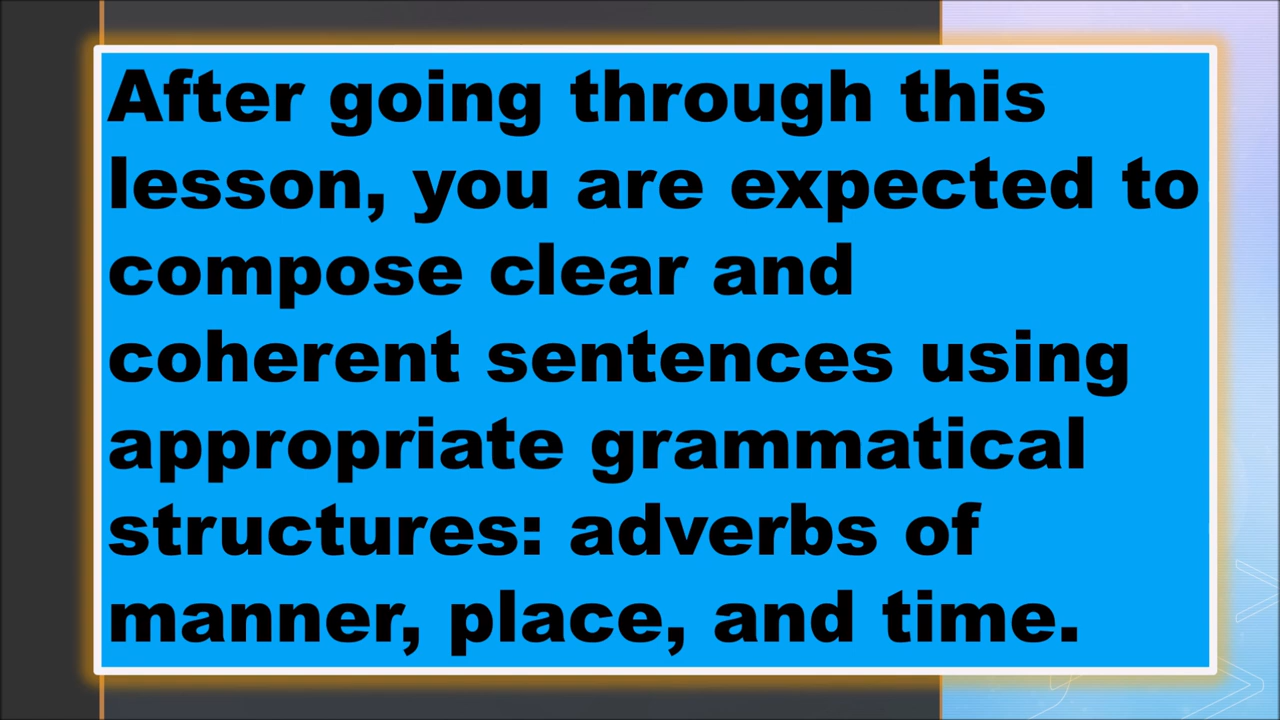 After going through this
lesson, you are expected to
compose clear and
coherent sentences using
appropriate grammatical
structures: adverbs of
manner, place, and time.